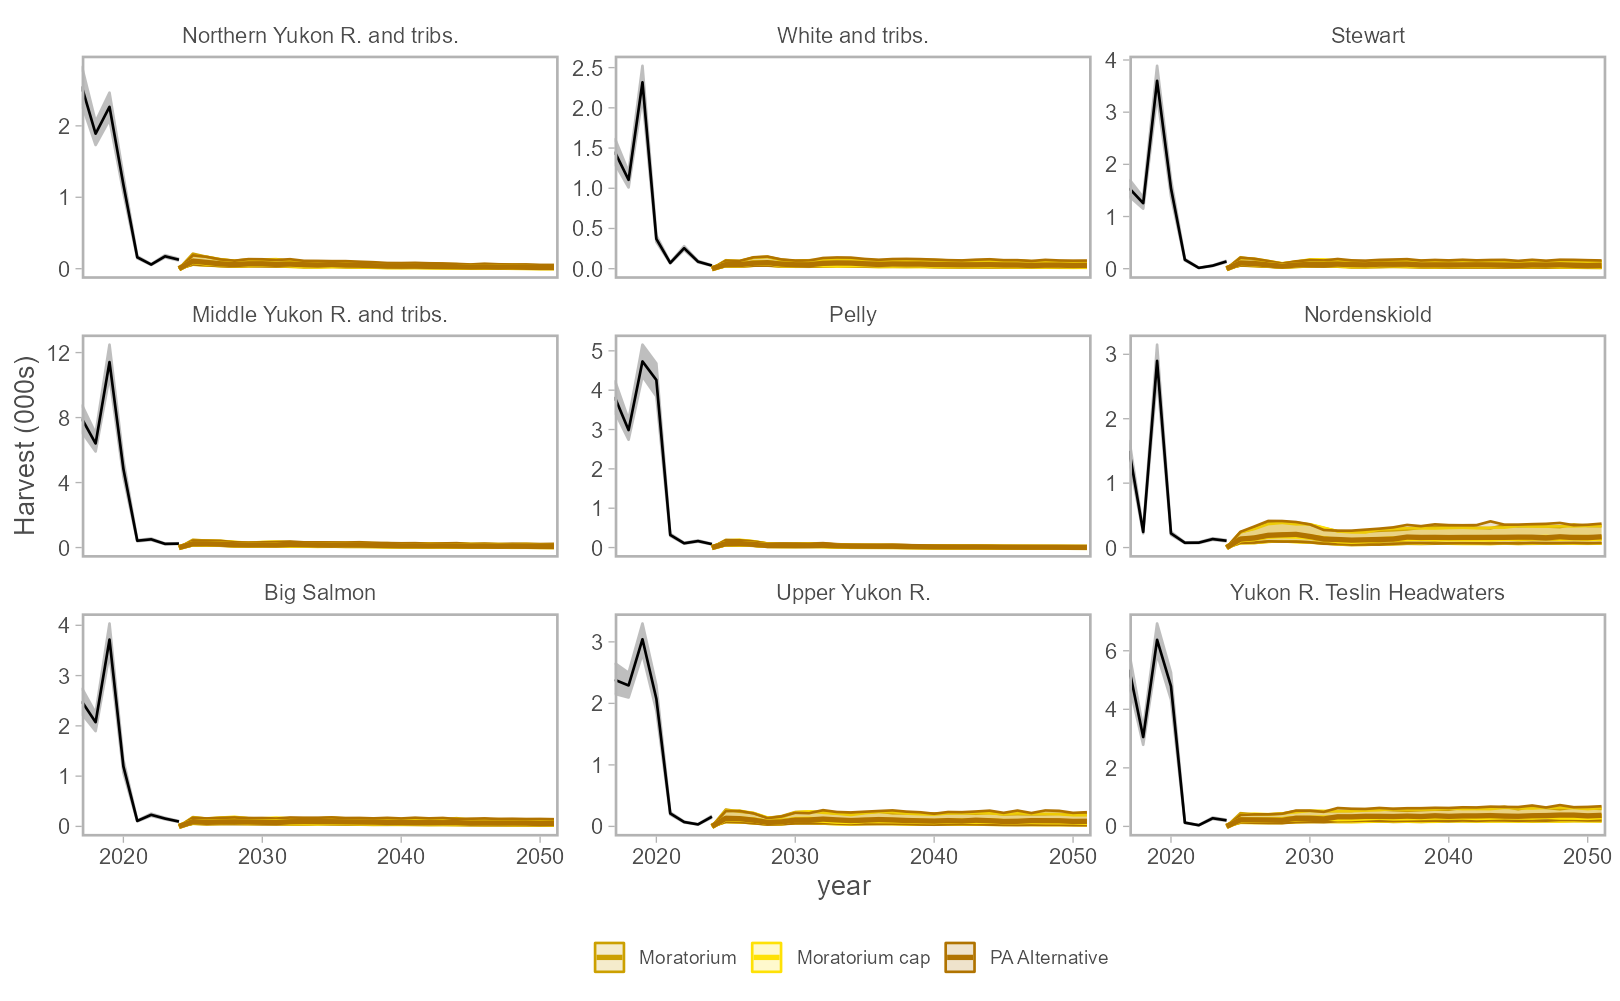 Northern Yukon R. and tribs.
White and tribs.
Stewart
2
1
0
2.5
2.0
1.5
1.0
0.5
0.0
4
3
2
1
0
Middle Yukon R. and tribs.
Pelly
Nordenskiold
Harvest (000s)
12
8
4
0
5
4
3
2
1
0
3
2
1
0
Big Salmon
Upper Yukon R.
Yukon R. Teslin Headwaters
4
3
2
1
0
3
2
1
0
6
4
2
0
2020 2030 2040 2050
2020 2030 2040 2050
2020 2030 2040 2050
year
Moratorium Moratorium cap PA Alternative